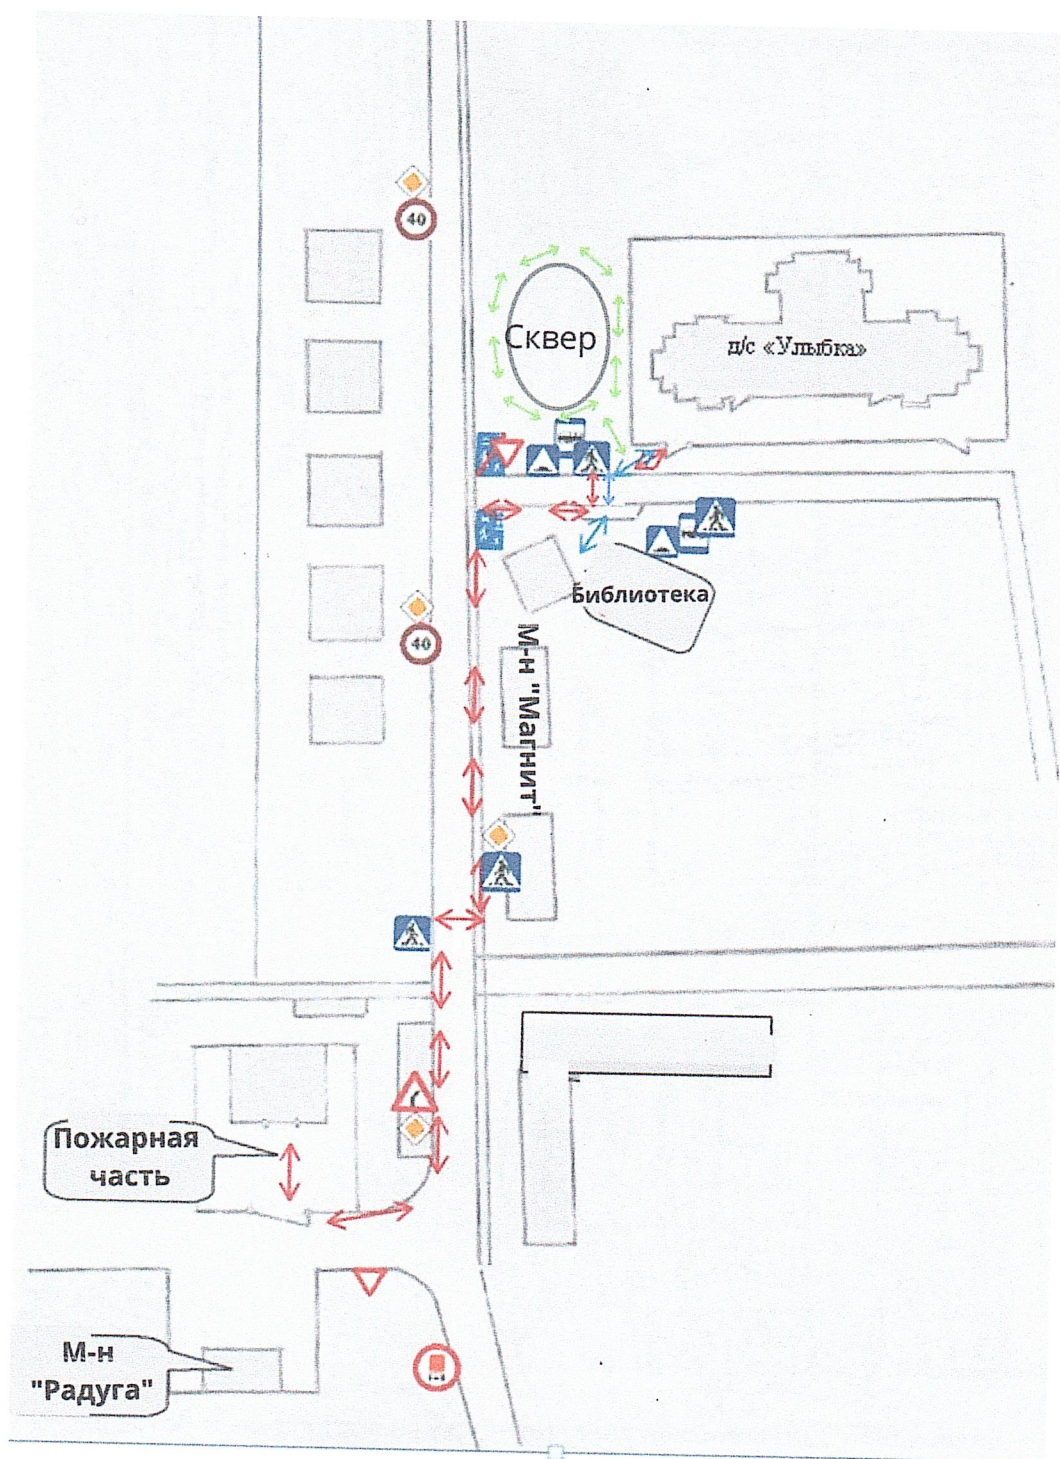 40
Сквер
д/с «Улыбка»
Библиотека
40
М-н "Магнит"
Пожарная
часть
М-н
"Радуга"